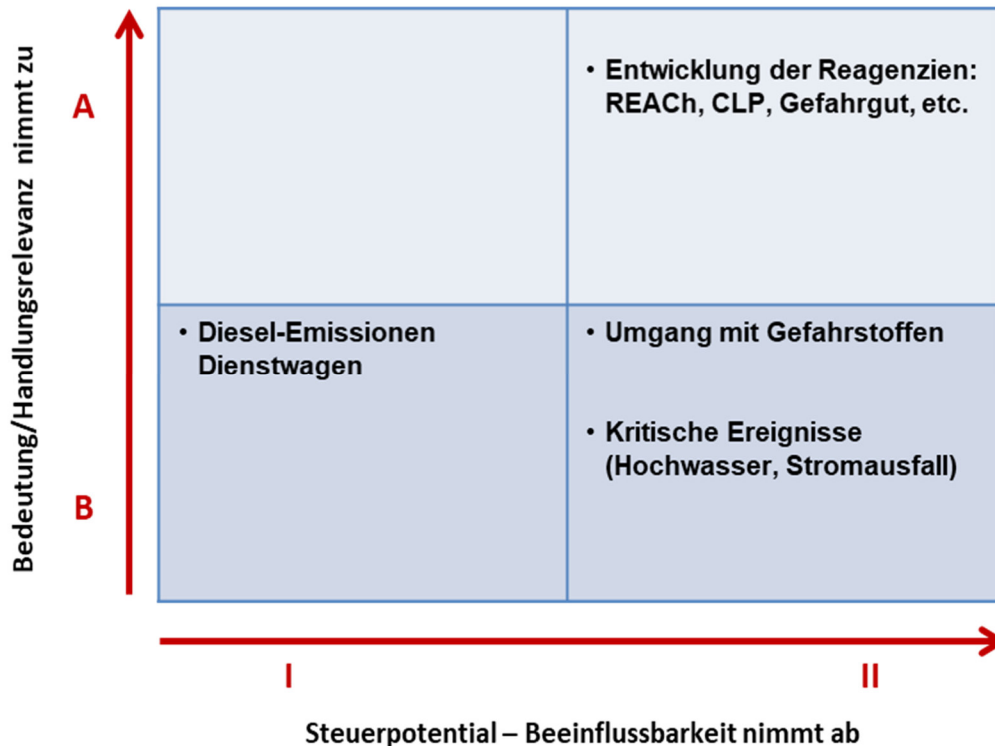 Bedeutung/Handlungsrelevanz nimmt zu
A
B
• Entwicklung der Reagenzien:
REACh, CLP, Gefahrgut, etc.
• Diesel-Emissionen
Dienstwagen
• Umgang mit Gefahrstoffen
• Kritische Ereignisse
(Hochwasser, Stromausfall)
I
II
Steuerpotential – Beeinflussbarkeit nimmt ab